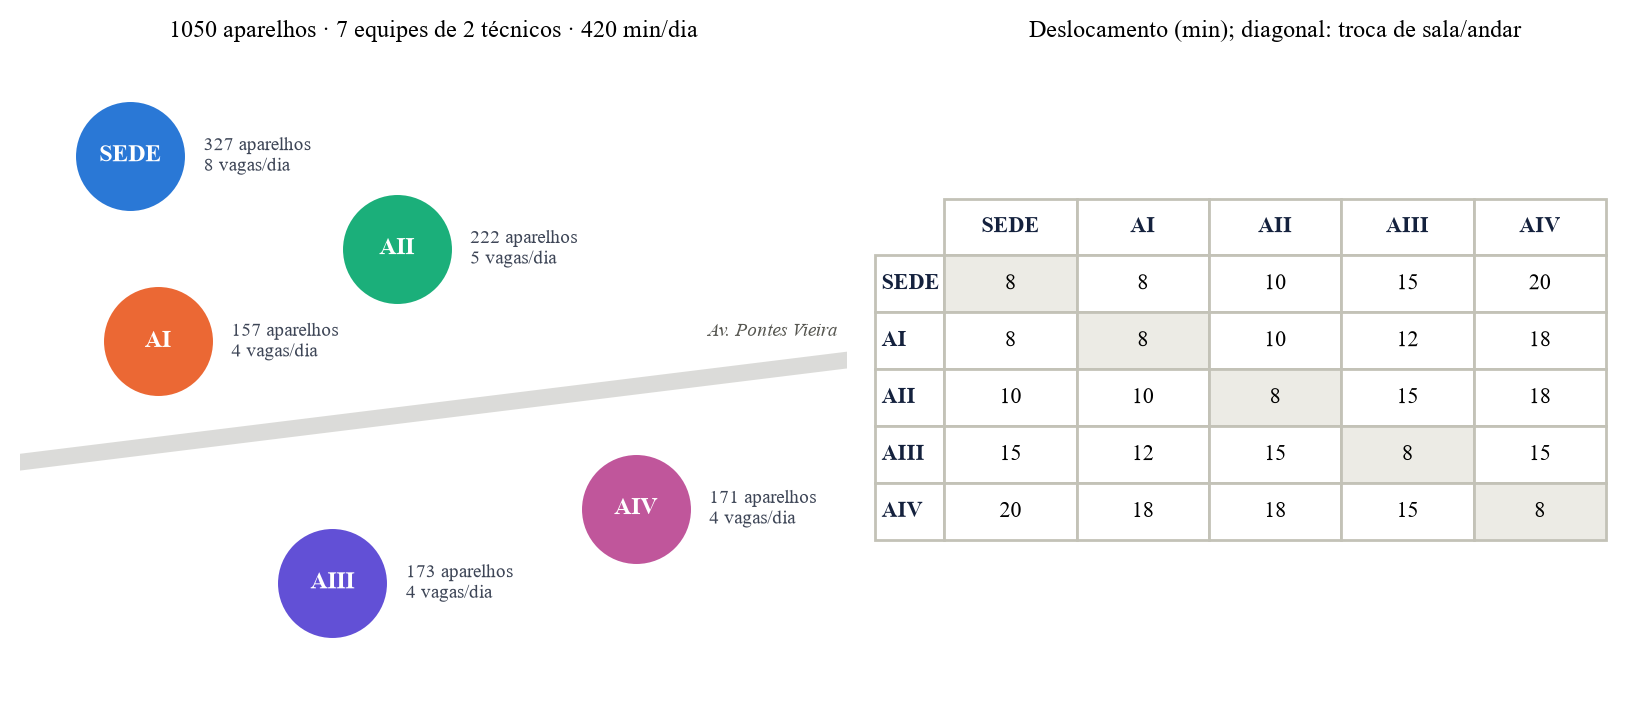 1050 aparelhos · 7 equipes de 2 técnicos · 420 min/dia
SEDE
327 aparelhos
8 vagas/dia
AII
222 aparelhos
5 vagas/dia
AI
157 aparelhos
4 vagas/dia
Av. Pontes Vieira
AIV
171 aparelhos
4 vagas/dia
AIII
173 aparelhos
4 vagas/dia
Deslocamento (min); diagonal: troca de sala/andar
SEDE AI AII AIII AIV
SEDE 8 8 10 15 20
AI 8 8 10 12 18
AII 10 10 8 15 18
AIII 15 12 15 8 15
AIV 20 18 18 15 8